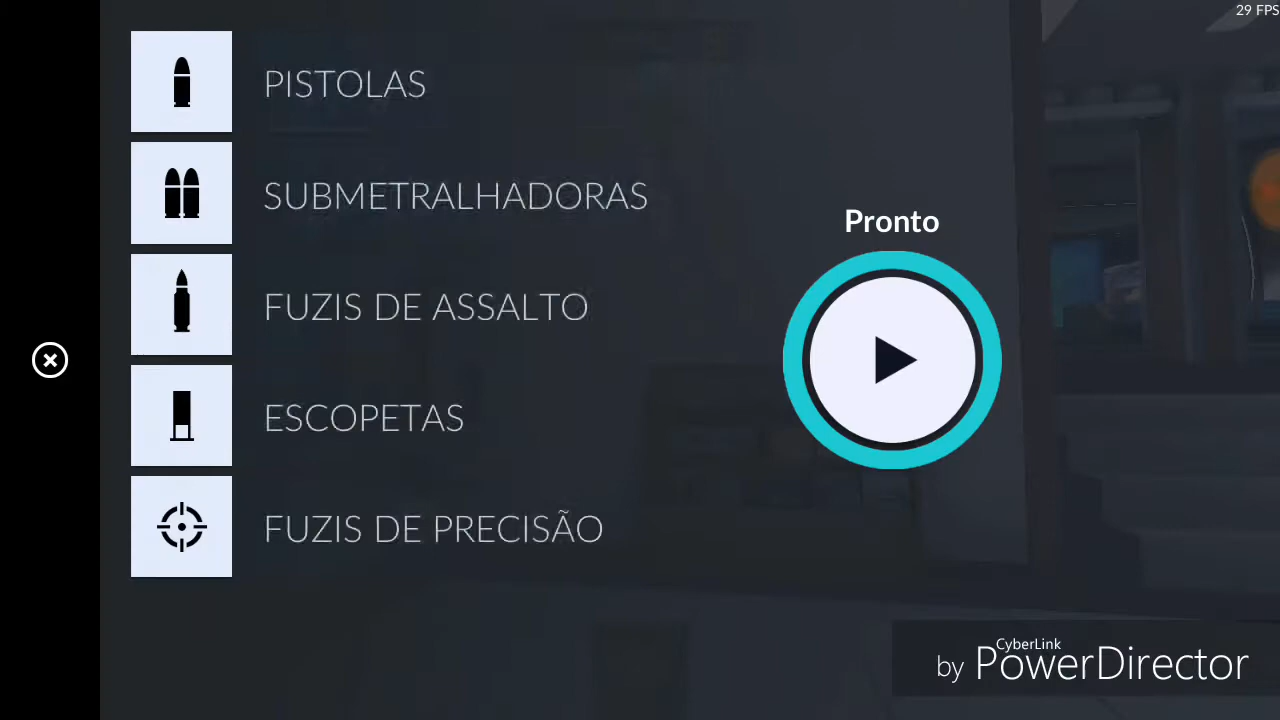 29 FPS
PISTOLAS
SUBMETRALHADORAS
Pronto
FUZIS DE ASSALTO
ESCOPETAS
FUZIS DE PRECISÃO
CyberLink
by PowerDirector